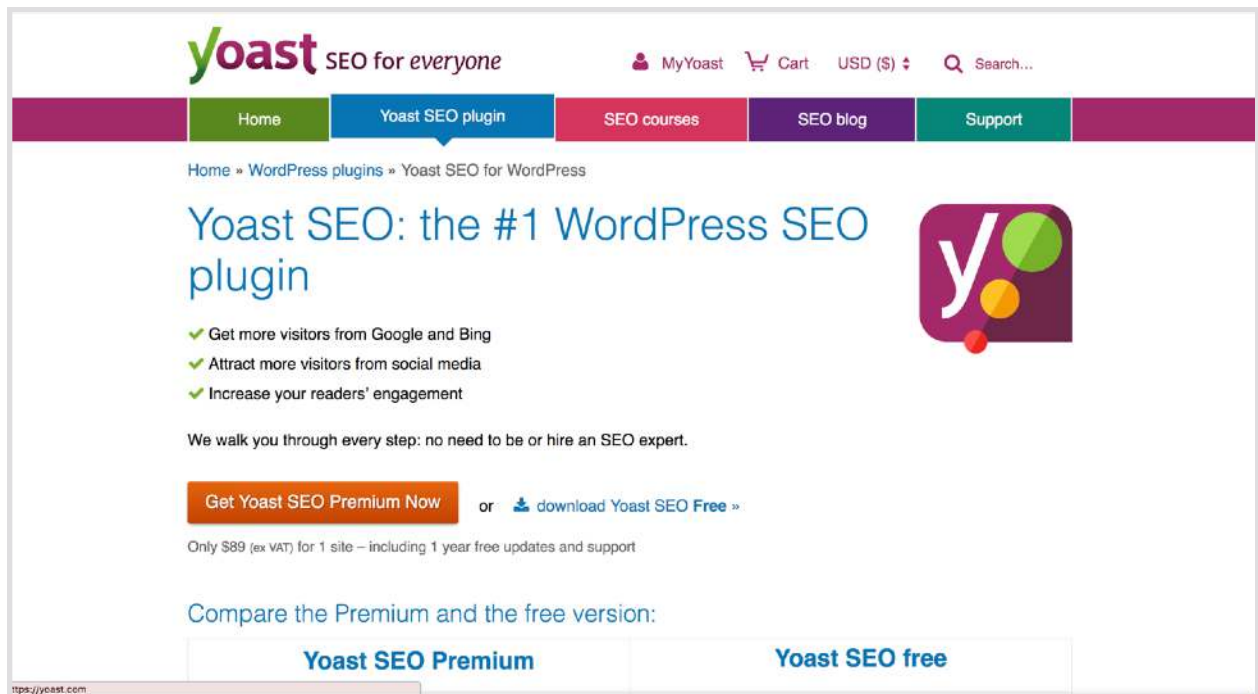 yoast SEO for everyone
MyYoast Cart USD ($) Search...
Home Yoast SEO plugin SEO courses SEO blog Support
Home » WordPress plugins » Yoast SEO for WordPress
Yoast SEO: the #1 WordPress SEO
plugin
y
Get more visitors from Google and Bing
Attract more visitors from social media
Increase your readers' engagement
We walk you through every step: no need to be or hire an SEO expert.
Get Yoast SEO Premium Now or download Yoast SEO Free »
Only $89 (ex VAT) for 1 site – including 1 year free updates and support
Compare the Premium and the free version:
Yoast SEO Premium Yoast SEO free
ttps://yoast.com